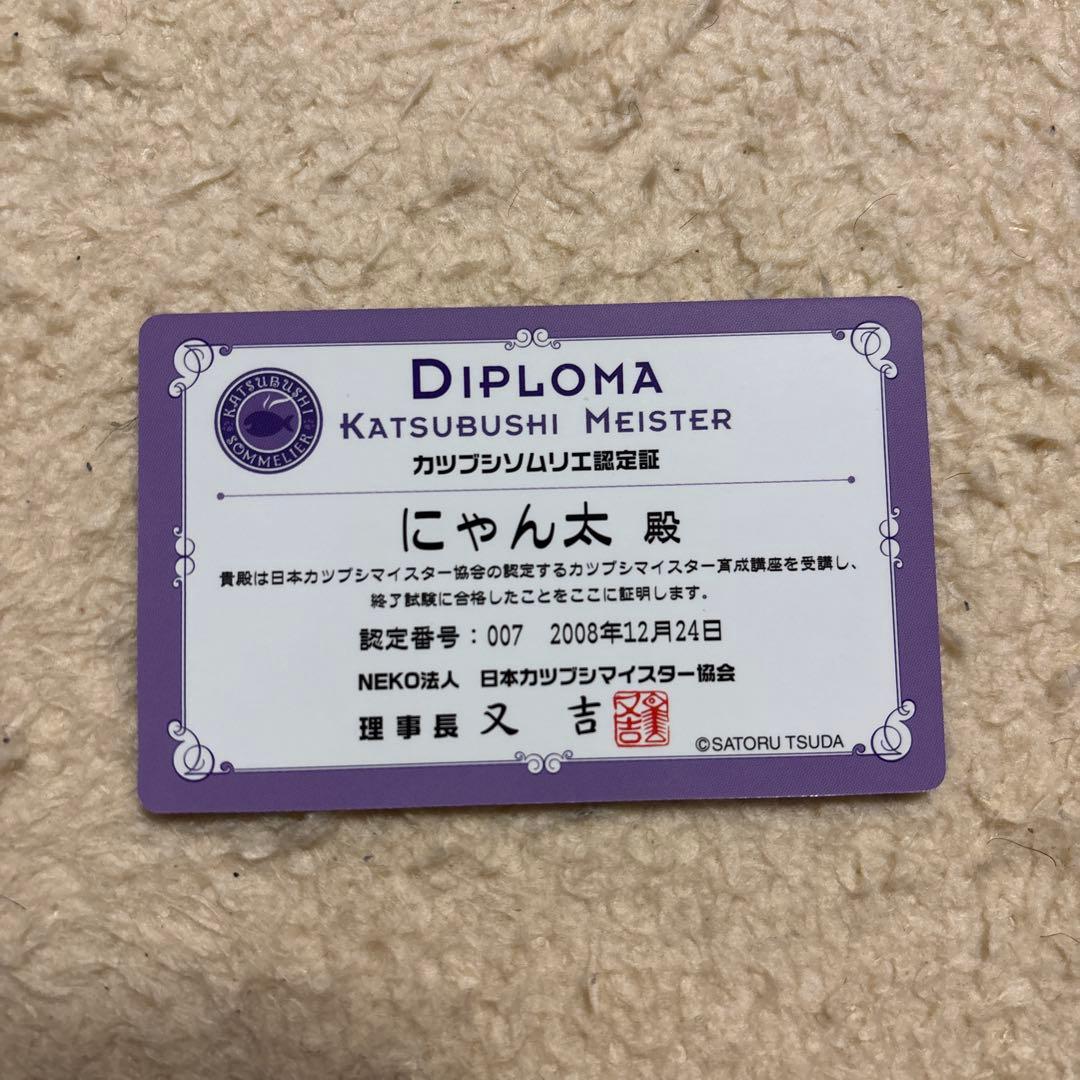 DIPLOMA
KATSUBUSHI MEISTER
KATSUBUSHI
SOMMELIER
カツブシソムリエ認定証
にゃん太 殿
貴殿は日本カツブシマイスター協会の認定するカツブシマイスター育成講座を受講し、
終了試験に合格したことをここに証明します。
認定番号：007 2008年12月24日
NEKO法人 日本カツブシマイスター協会
理事長 又 吉
©SATORU TSUDA